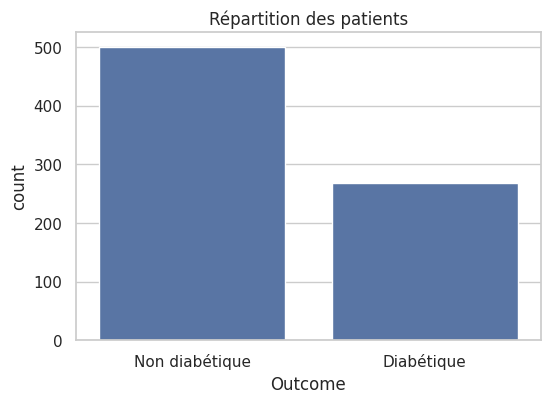 Répartition des patients
500
400
300
200
100
0
count
Non diabétique Diabétique
Outcome